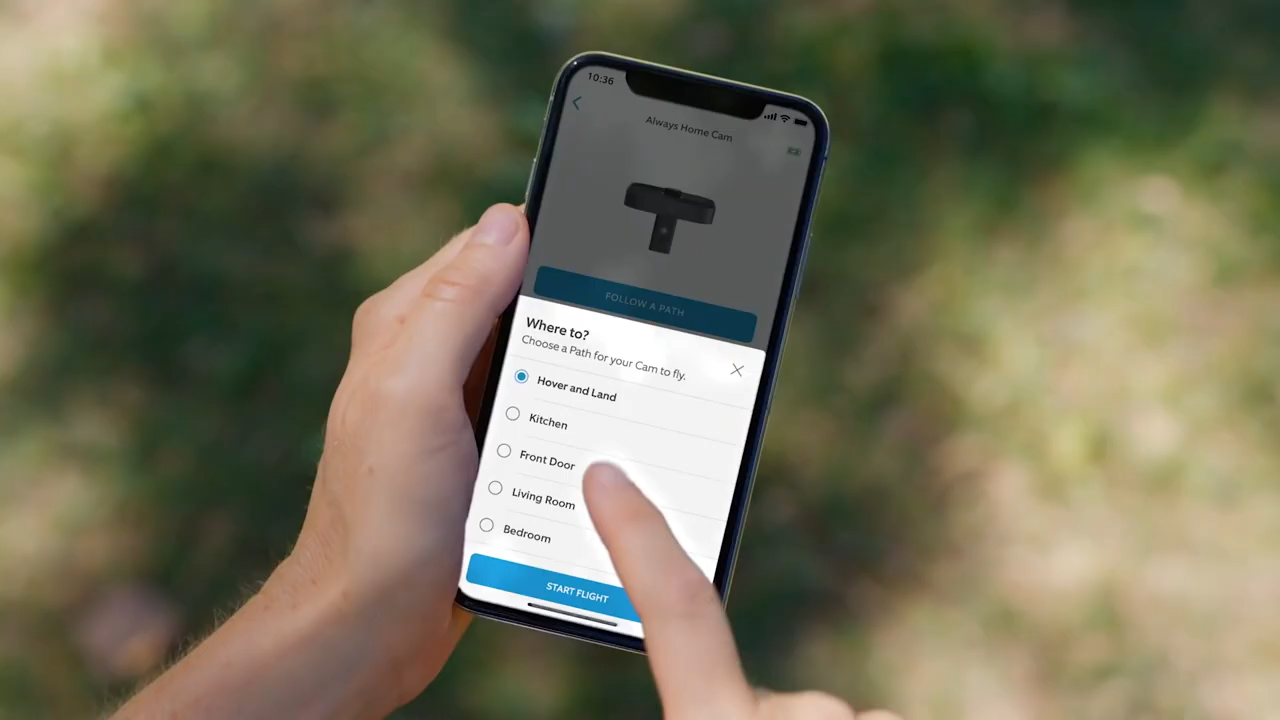 10:36
Always Home Cam
FOLLOW A PATH
Where to?
Choose a Path for your Cam to fly.
Hover and Land
Kitchen
Front Door
Living Room
Bedroom
START FLIGHT